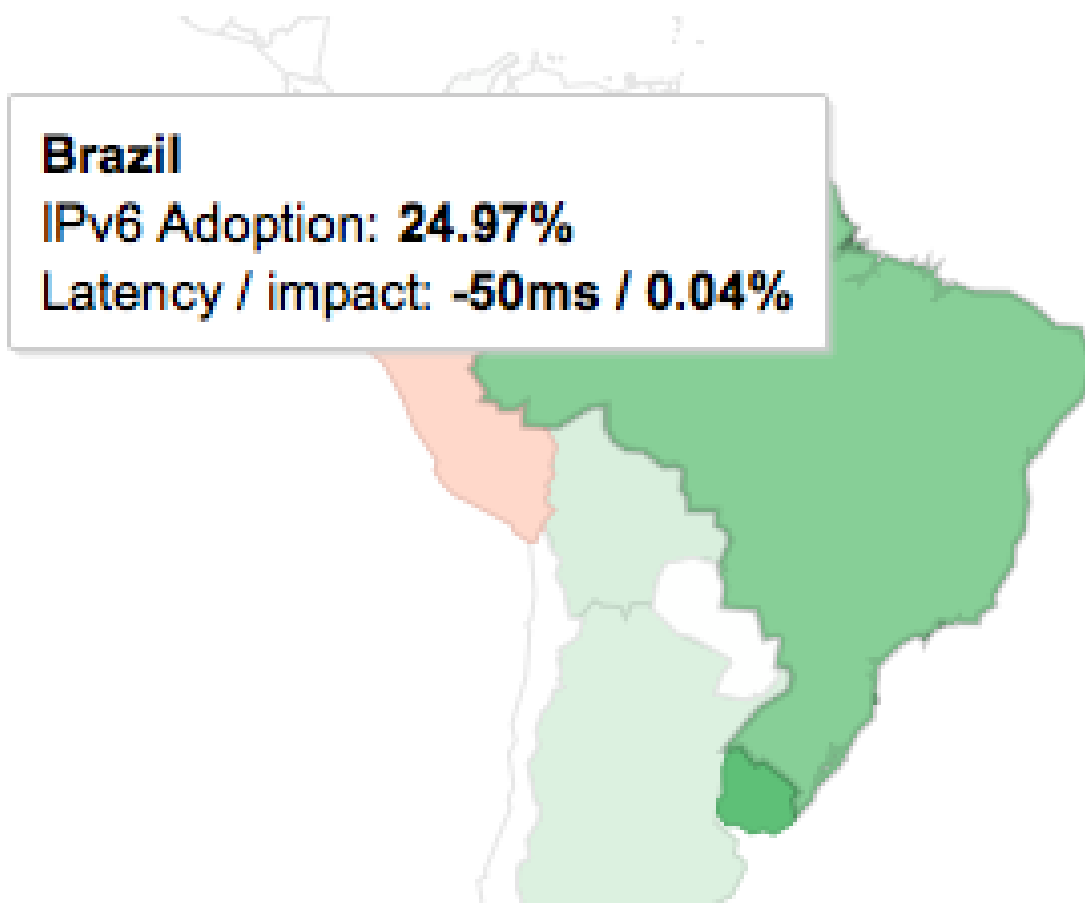 Brazil
IPv6 Adoption: 24.97%
Latency / impact: -50ms / 0.04%